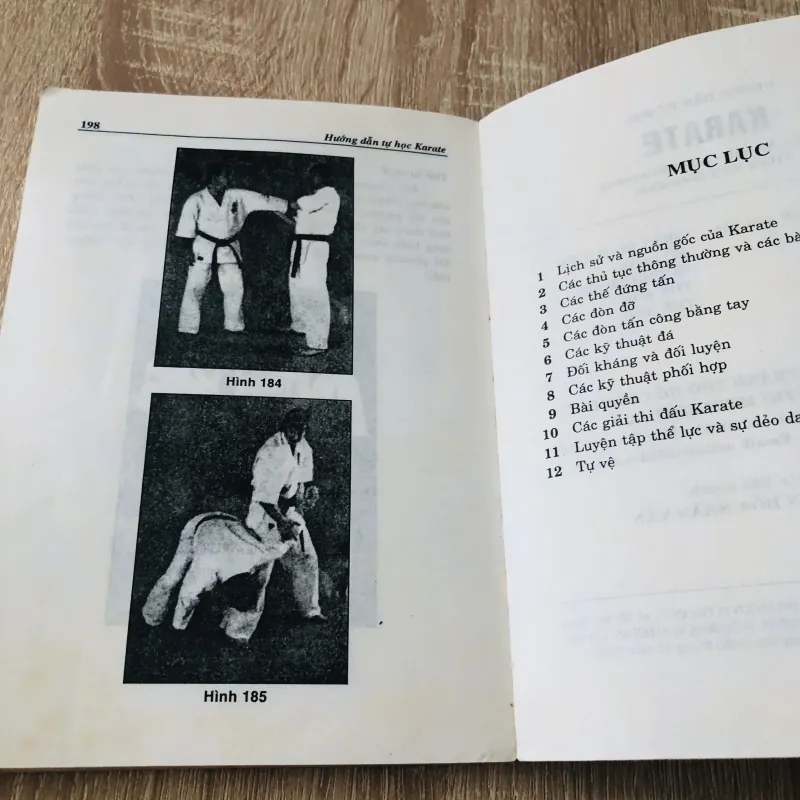 198
Hướng dẫn tự học Karate
Hình 184
Hình 185
MỤC LỤC
1 Lịch sử và nguồn gốc của Karate
2 Các thủ tục thông thường và các
3 Các thế đứng tấn
4 Các đòn đỡ
5 Các đòn tấn công bằng tay
6 Các kỹ thuật đá
7 Đối kháng và đối luyện
8 Các kỹ thuật phối hợp
9 Bài quyền
10 Các giải thi đấu Karate
11 Luyện tập thể lực và sự dẻo
12 Tự vệ
KARATE